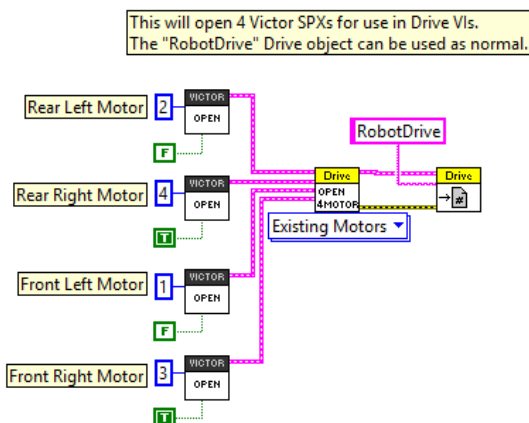 This will open 4 Victor SPXs for use in Drive VIs.
The "RobotDrive" Drive object can be used as normal.
Rear Left Motor
2
VICTOR
OPEN
F
RobotDrive
Rear Right Motor
4
VICTOR
OPEN
T
Drive
OPEN
4MOTOR
Drive
#
Existing Motors
Front Left Motor
1
VICTOR
OPEN
F
Front Right Motor
3
VICTOR
OPEN
T